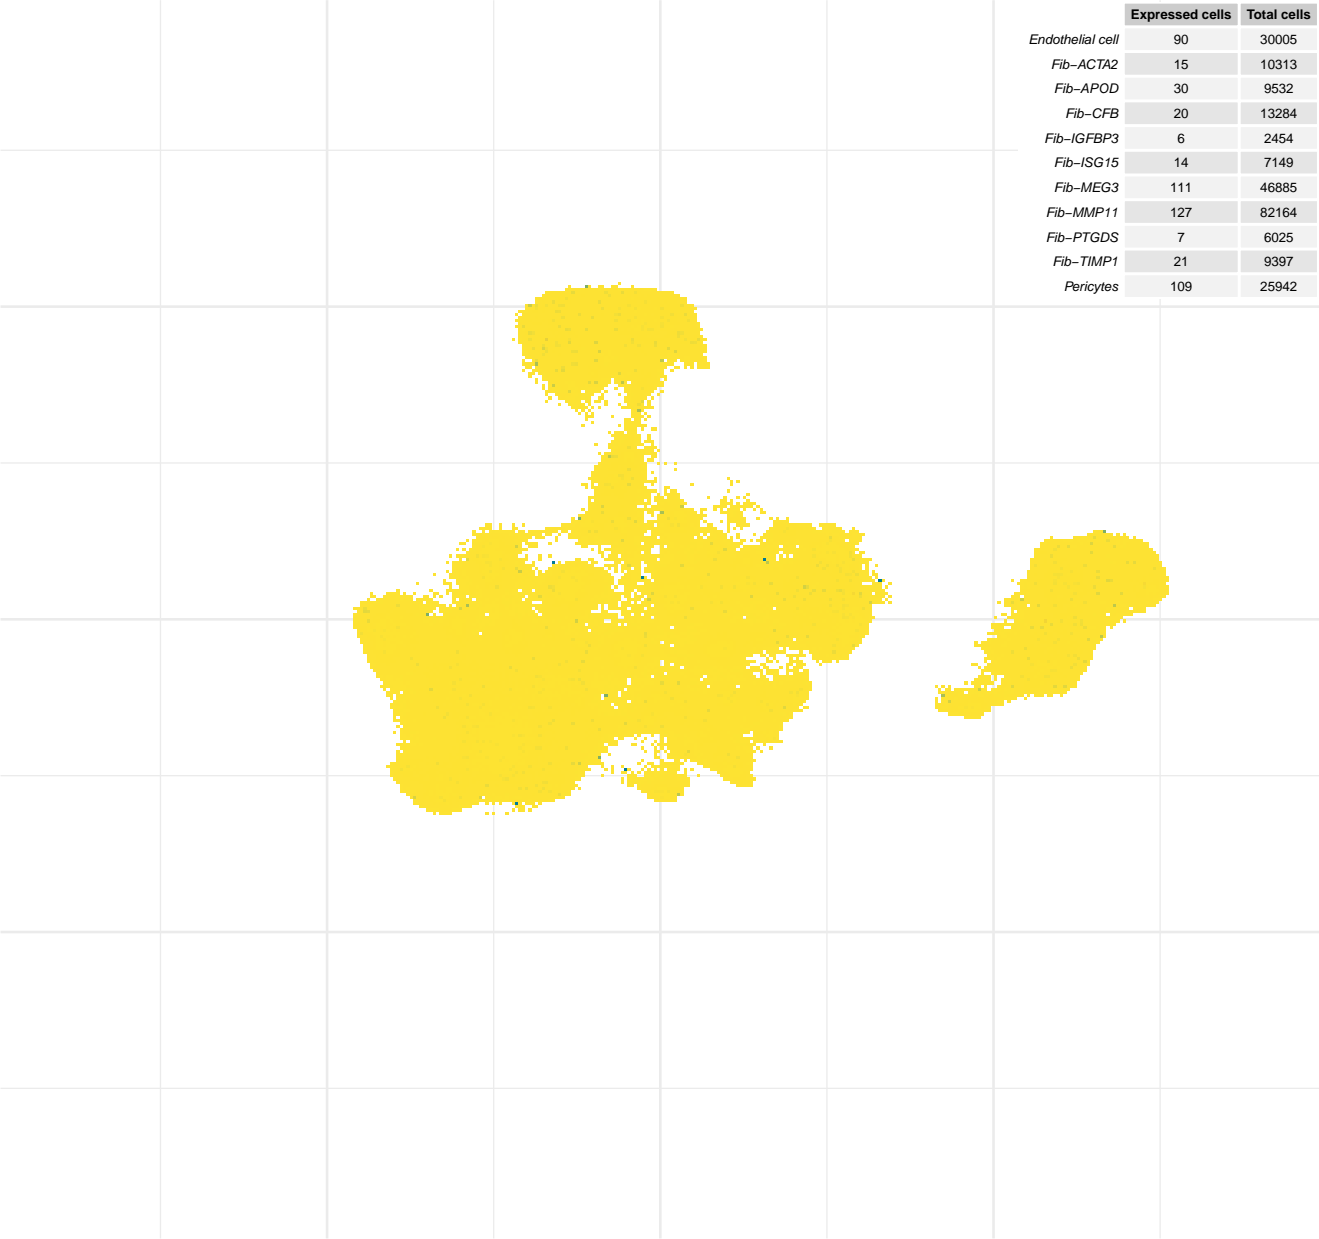 Expressed cells Total cells
Endothelial cell 90 30005
Fib−ACTA2 15 10313
Fib−APOD 30 9532
Fib−CFB 20 13284
Fib−IGFBP3 6 2454
Fib−ISG15 14 7149
Fib−MEG3 111 46885
Fib−MMP11 127 82164
Fib−PTGDS 7 6025
Fib−TIMP1 21 9397
Pericytes 109 25942